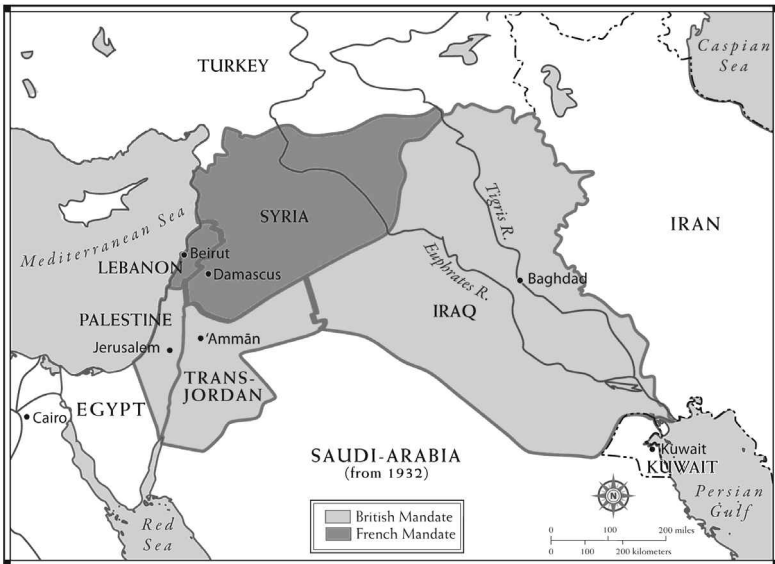 TURKEY
Caspian
Sea
Mediterranean Sea
SYRIA
Tigris R.
IRAN
Beirut
LEBANON
Damascus
Euphrates R.
Baghdad
IRAQ
PALESTINE
Jerusalem
'Ammān
TRANS-
JORDAN
EGYPT
Cairo
SAUDI-ARABIA
(from 1932)
Kuwait
KUWAIT
Persian
Gulf
Red
Sea
British Mandate
French Mandate
N
0 100 200 miles
0 100 200 kilometers